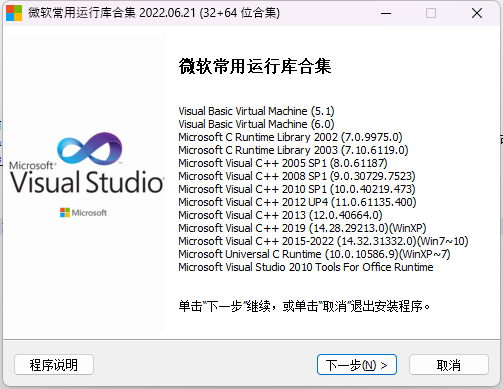 微软常用运行库合集 2022.06.21 (32+64 位合集)
微软常用运行库合集
Visual Basic Virtual Machine (5.1)
Visual Basic Virtual Machine (6.0)
Microsoft C Runtime Library 2002 (7.0.9975.0)
Microsoft C Runtime Library 2003 (7.10.6119.0)
Microsoft Visual C++ 2005 SP1 (8.0.61187)
Microsoft Visual C++ 2008 SP1 (9.0.30729.7523)
Microsoft Visual C++ 2010 SP1 (10.0.40219.473)
Microsoft Visual C++ 2012 UP4 (11.0.61135.400)
Microsoft Visual C++ 2013 (12.0.40664.0)
Microsoft Visual C++ 2019 (14.28.29213.0)(WinXP)
Microsoft Visual C++ 2015-2022 (14.32.31332.0)(Win7~10)
Microsoft Universal C Runtime (10.0.10586.9)(WinXP~7)
Microsoft Visual Studio 2010 Tools For Office Runtime
Microsoft®
Visual Studio
Microsoft
单击“下一步”继续，或单击“取消”退出安装程序。
程序说明
下一步(N) >
取消